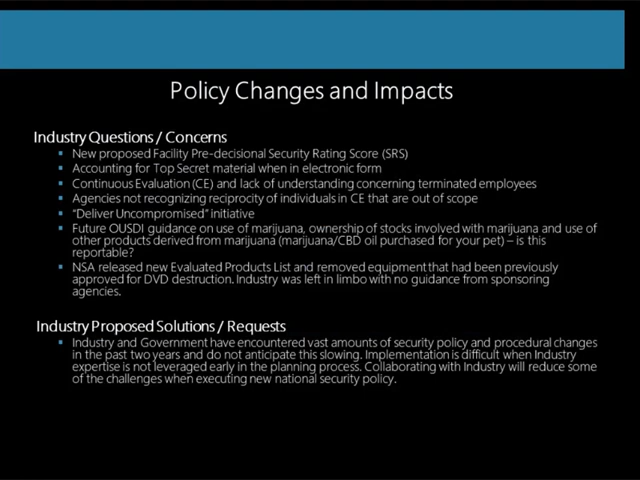 Policy Changes and Impacts
Industry Questions / Concerns
▪ New proposed Facility Pre-decisional Security Rating Score (SRS)
▪ Accounting for Top Secret material when in electronic form
▪ Continuous Evaluation (CE) and lack of understanding concerning terminated employees
▪ Agencies not recognizing reciprocity of individuals in CE that are out of scope
▪ “Deliver Uncompromised” initiative
▪ Future OUSDI guidance on use of marijuana, ownership of stocks involved with marijuana and use of
other products derived from marijuana (marijuana/CBD oil purchased for your pet) – is this
reportable?
▪ NSA released new Evaluated Products List and removed equipment that had been previously
approved for DVD destruction. Industry was left in limbo with no guidance from sponsoring
agencies.
Industry Proposed Solutions / Requests
▪ Industry and Government have encountered vast amounts of security policy and procedural changes
in the past two years and do not anticipate this slowing. Implementation is difficult when Industry
expertise is not leveraged early in the planning process. Collaborating with Industry will reduce some
of the challenges when executing new national security policy.